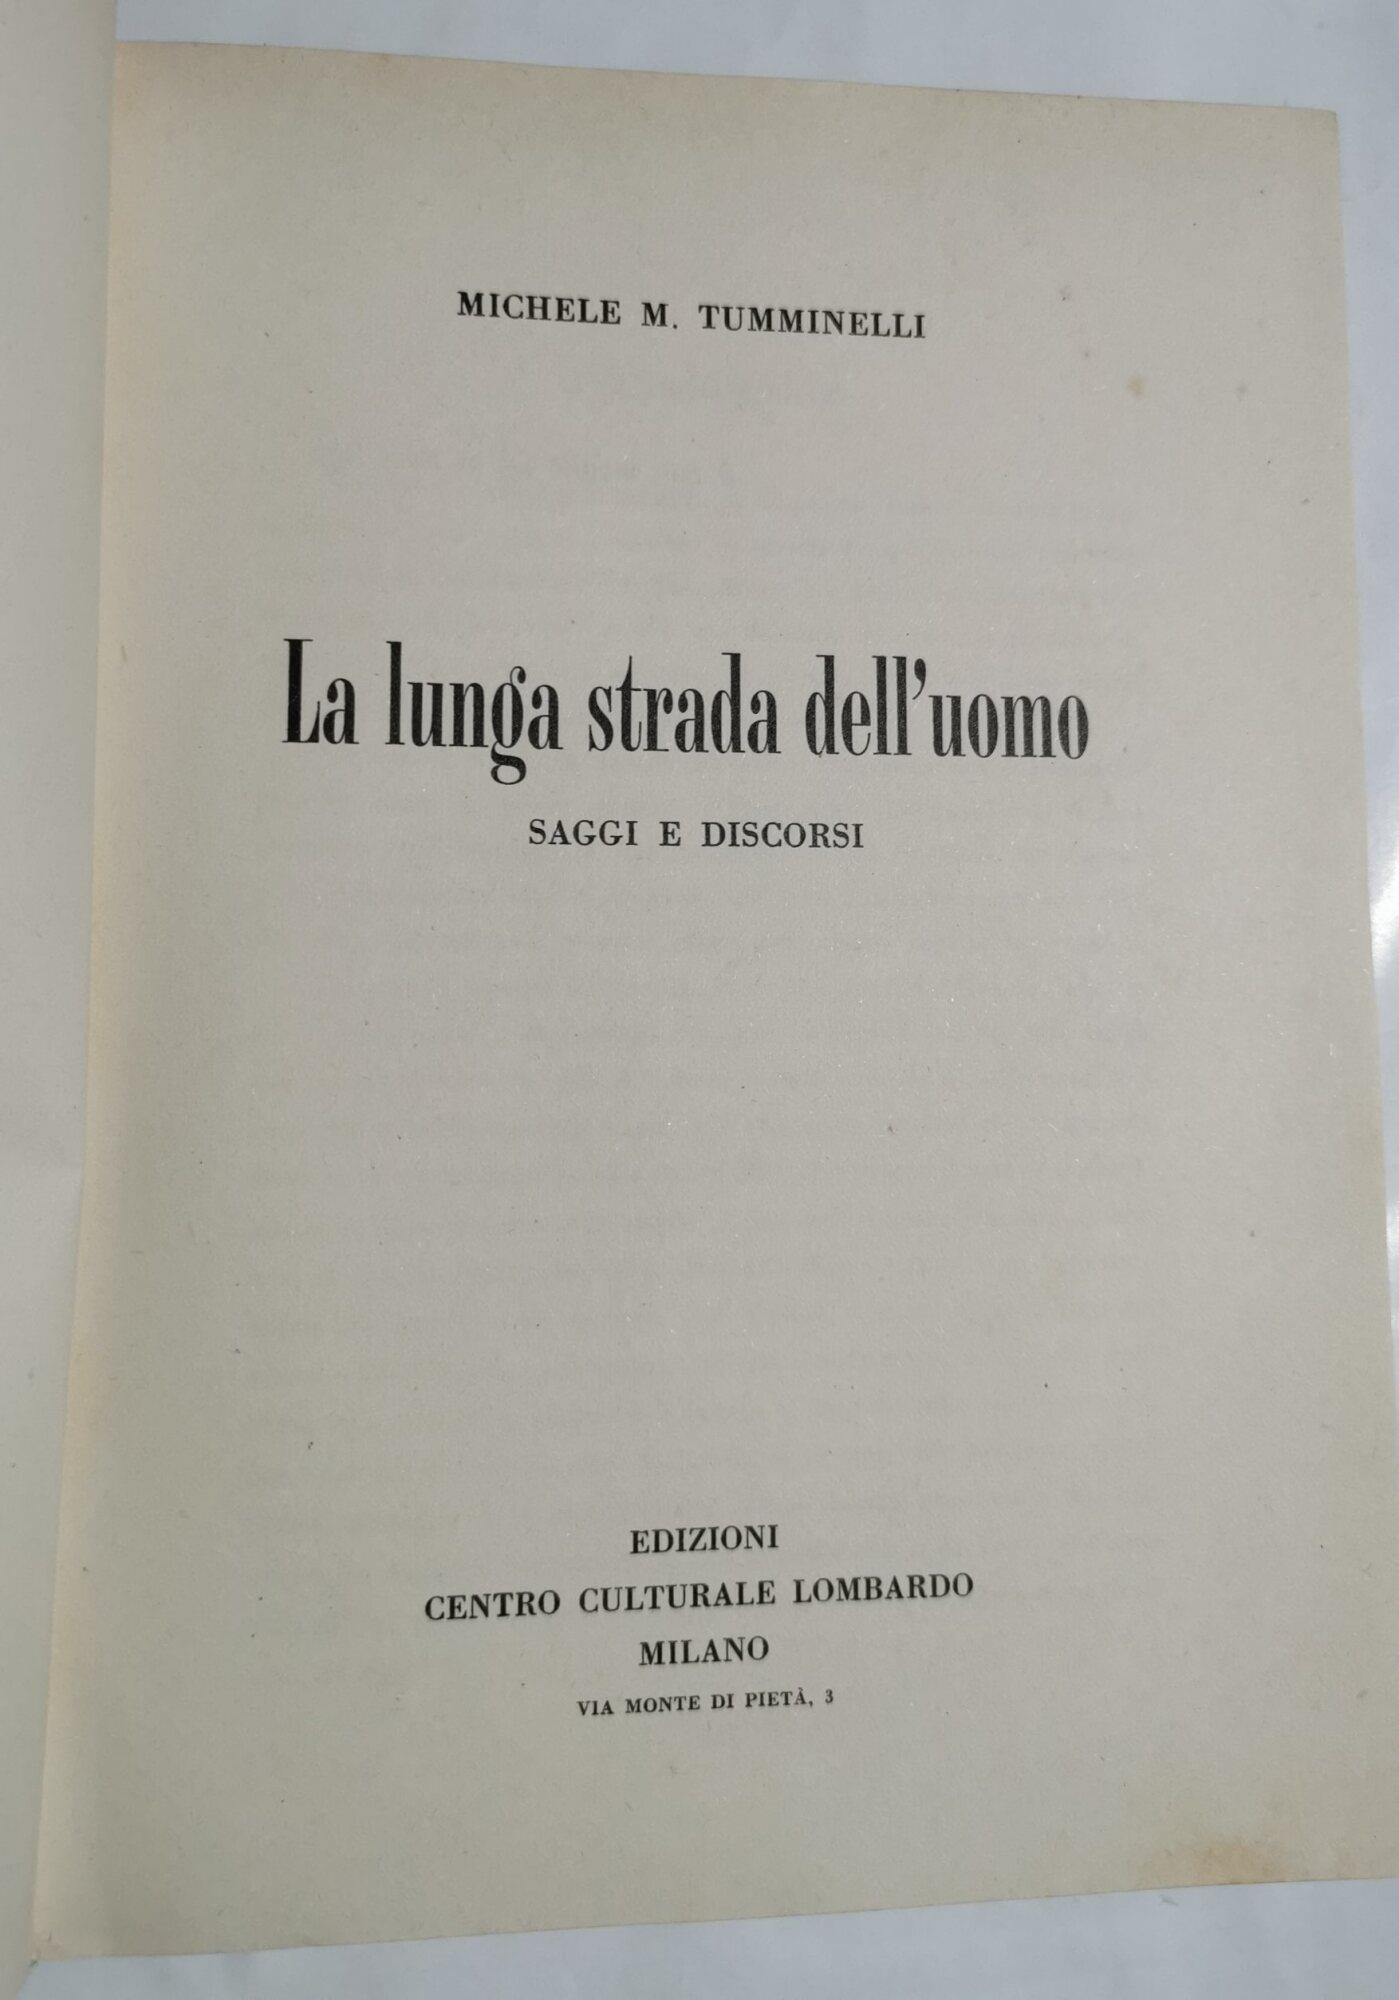 MICHELE M. TUMMINELLI
La lunga strada dell'uomo
SAGGI E DISCORSI
EDIZIONI
CENTRO CULTURALE LOMBARDO
MILANO
VIA MONTE DI PIETÀ, 3